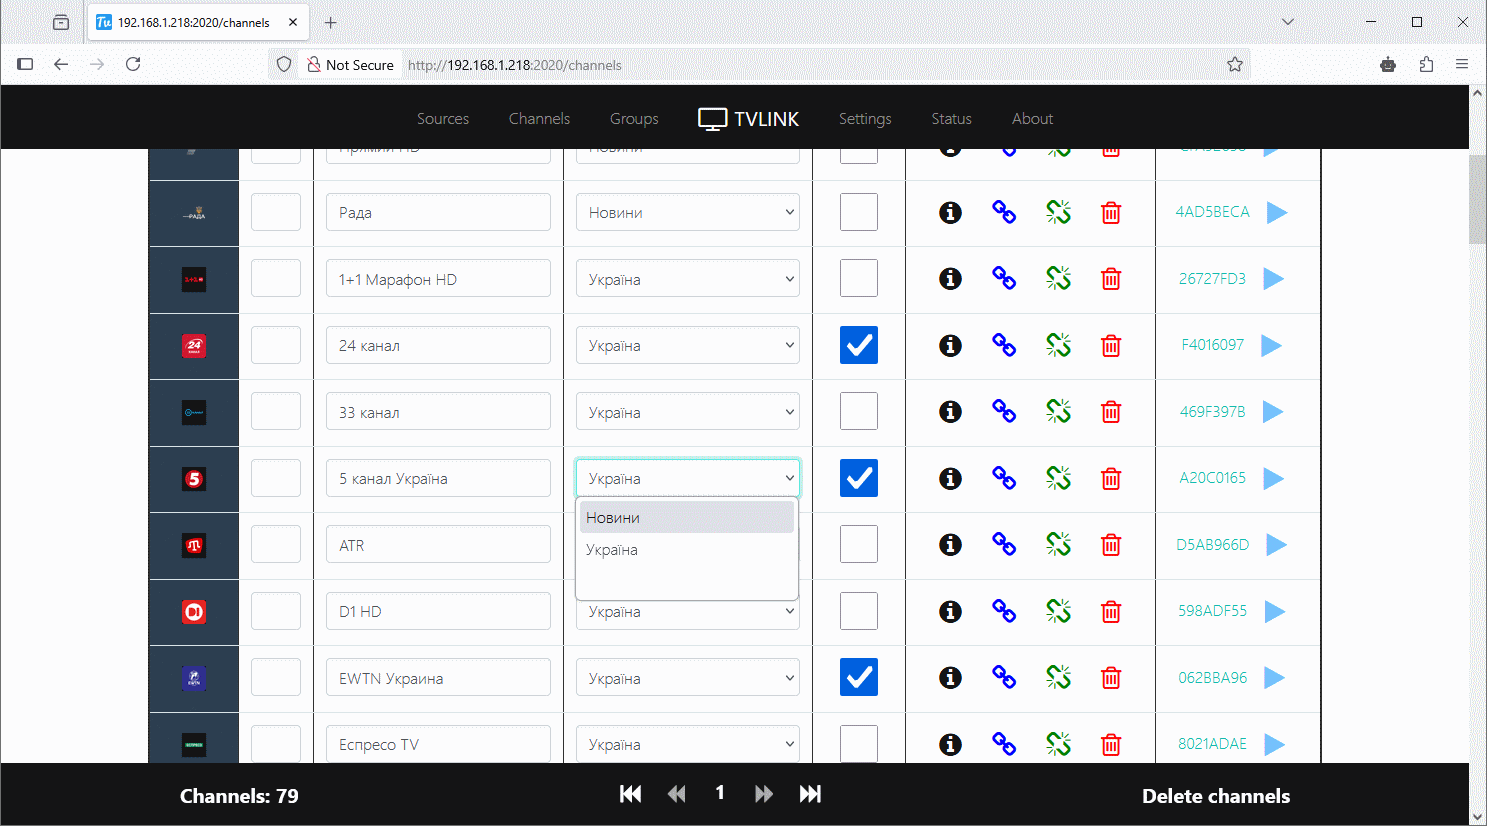 192.168.1.218:2020/channels
Not Secure http://192.168.1.218:2020/channels
Sources Channels Groups TVLINK Settings Status About
Рада Новини 4AD5BECA
1+1 Марафон HD Україна 26727FD3
24 канал Україна F4016097
33 канал Україна 469F397B
5 канал Україна Україна A20C0165
Новини
ATR D5AB966D
Україна
D1 HD Україна 598ADF55
EWTN Украина Україна 062BBA96
Еспресо TV Україна 8021ADAE
Channels: 79 1 Delete channels